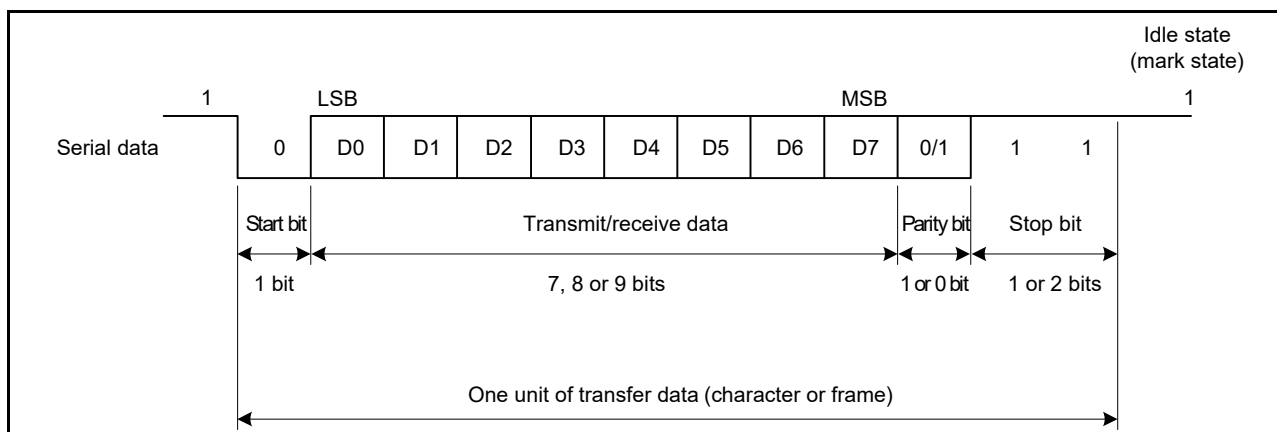 Idle state
(mark state)
1 LSB MSB 1
Serial data 0 D0 D1 D2 D3 D4 D5 D6 D7 0/1 1 1
Start bit Transmit/receive data Parity bit Stop bit
1 bit 7, 8 or 9 bits 1 or 0 bit 1 or 2 bits
One unit of transfer data (character or frame)